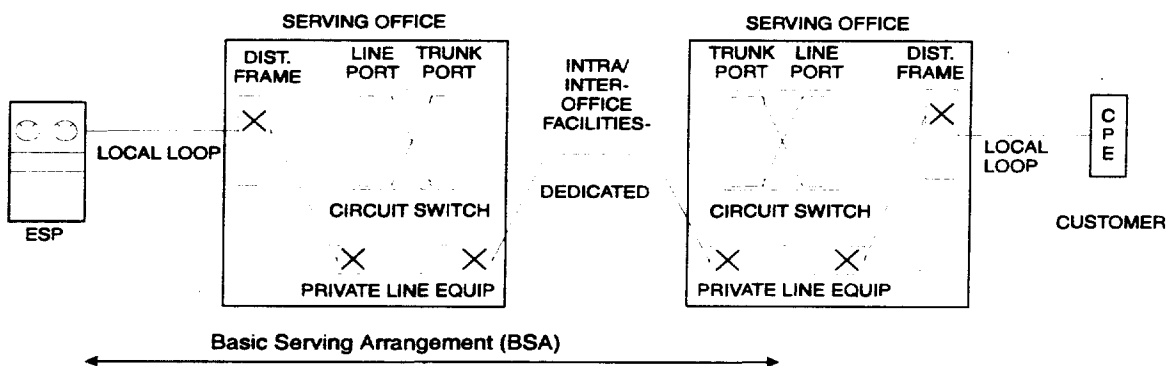 SERVING OFFICE
DIST.
FRAME
LINE
PORT
TRUNK
PORT
LOCAL LOOP
ESP
CIRCUIT SWITCH
PRIVATE LINE EQUIP
INTRA/
INTER-
OFFICE
FACILITIES-
DEDICATED
SERVING OFFICE
TRUNK
PORT
LINE
PORT
DIST.
FRAME
CIRCUIT SWITCH
PRIVATE LINE EQUIP
LOCAL
LOOP
CPE
CUSTOMER
Basic Serving Arrangement (BSA)